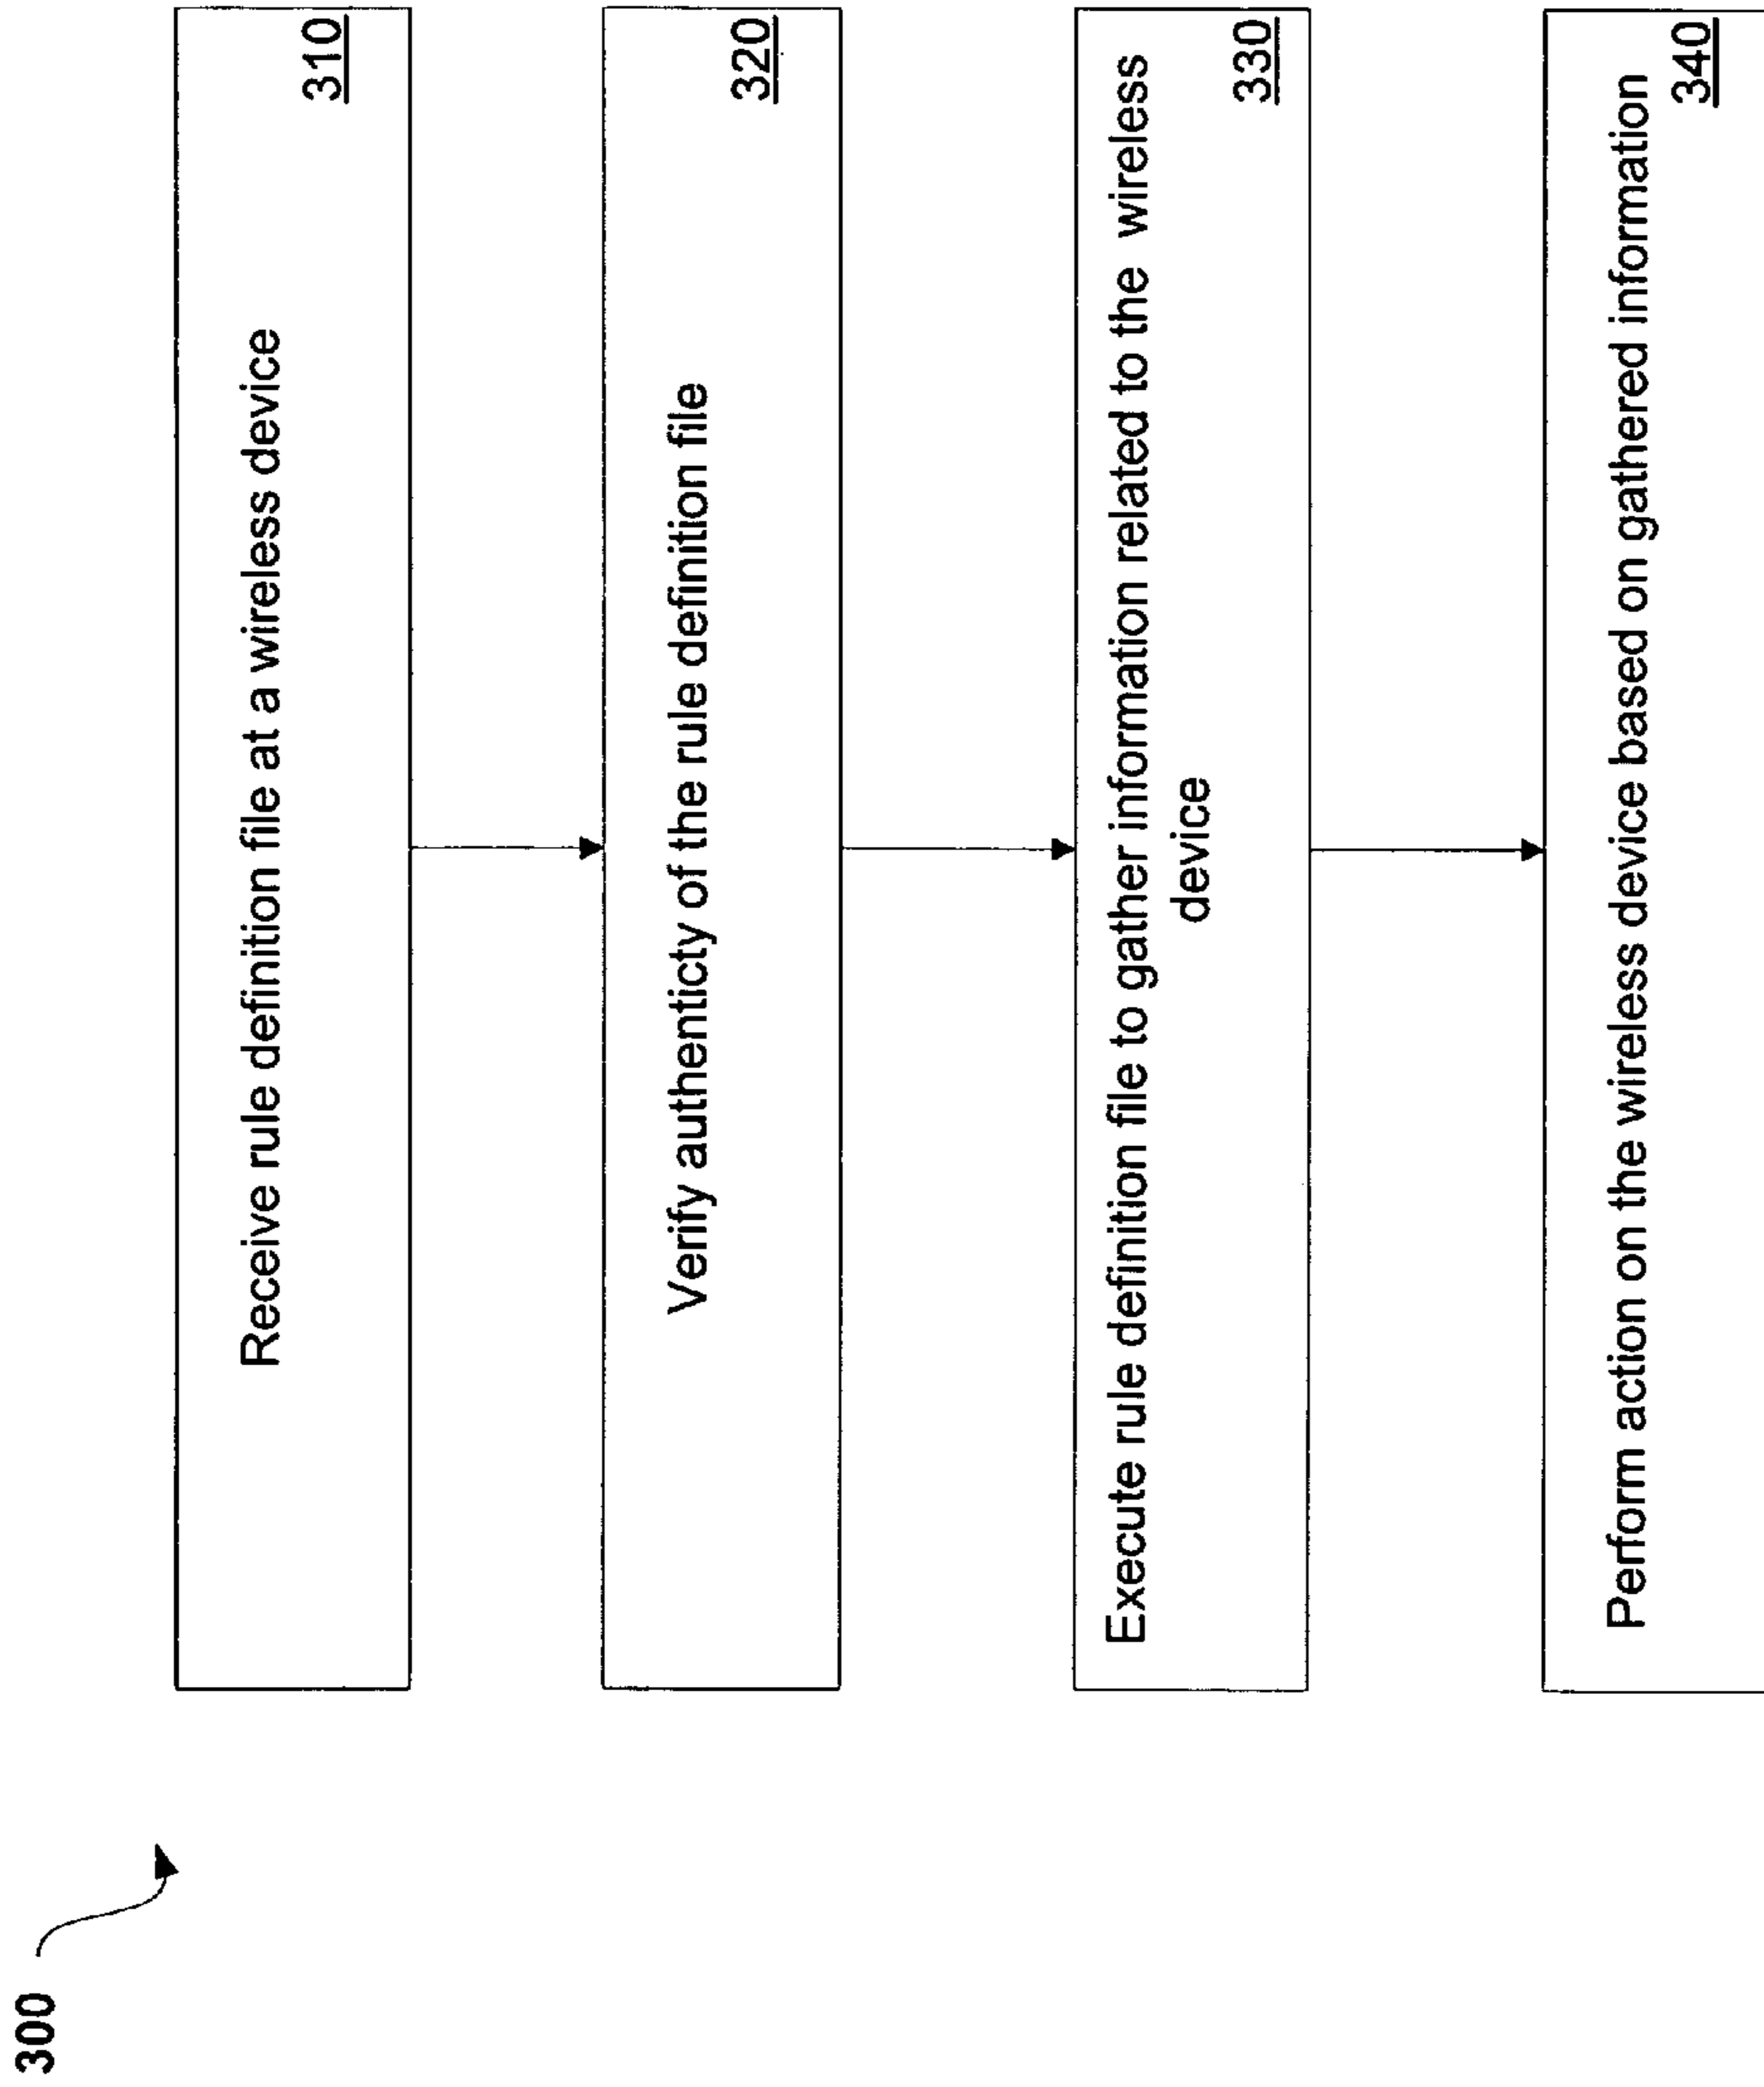 300
Receive rule definition file at a wireless device
310
Verify authenticty of the rule definition file
320
Execute rule definition file to gather information related to the wireless
device
330
Perform action on the wireless device based on gathered information
340